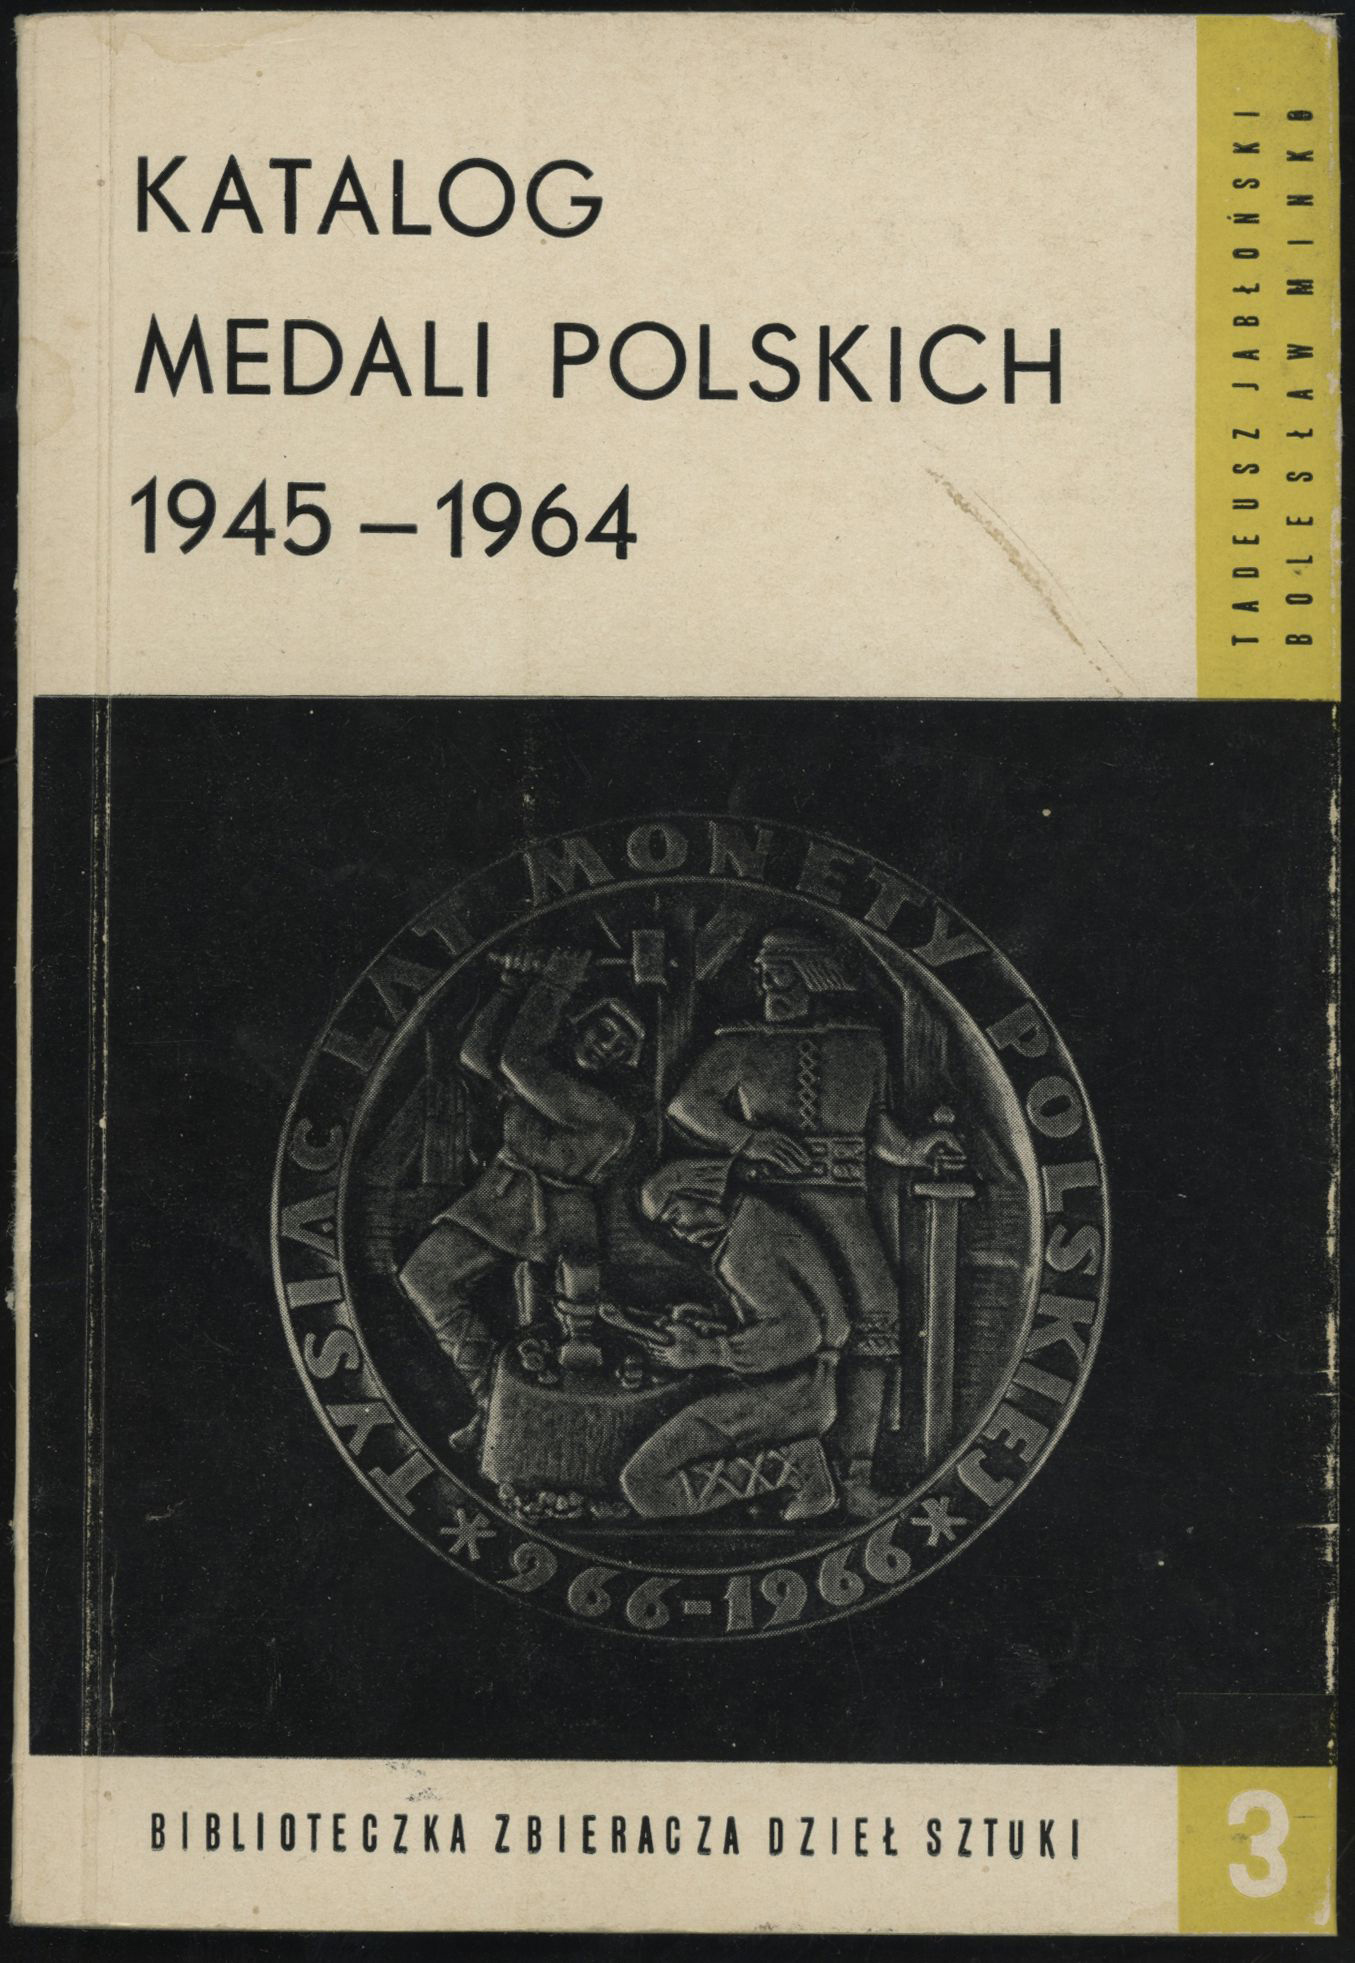 KATALOG
MEDALI POLSKICH
1945 – 1964
TADEUSZ JABŁOŃSKI
BOLESŁAW MINKO
TYSIĄC LAT MONETY POLSKIEJ
* 966-1966 *
BIBLIOTECZKA ZBIERACZA DZIEŁ SZTUKI
3